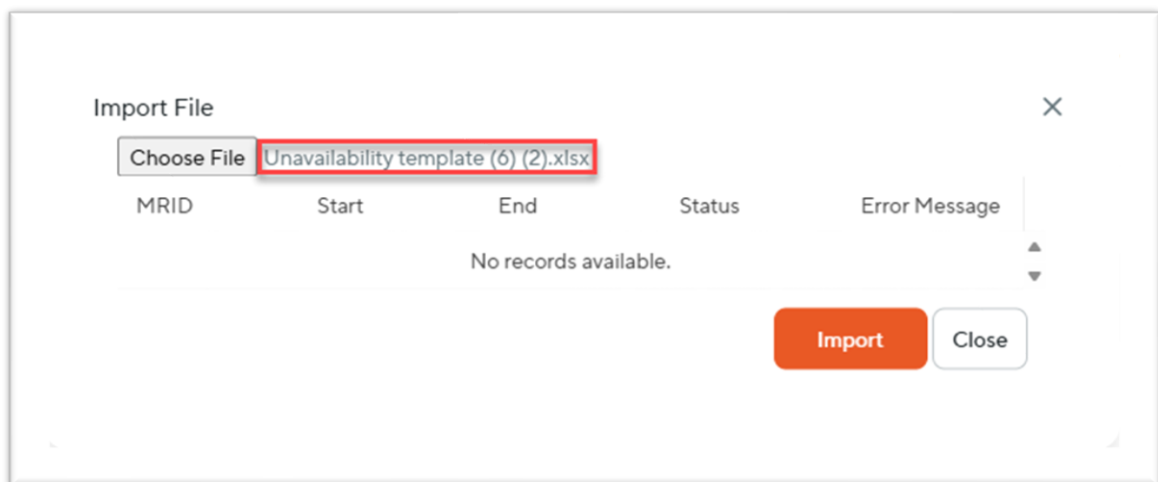 Import File
Choose File Unavailability template (6) (2).xlsx
MRID Start End Status Error Message
No records available.
Import Close